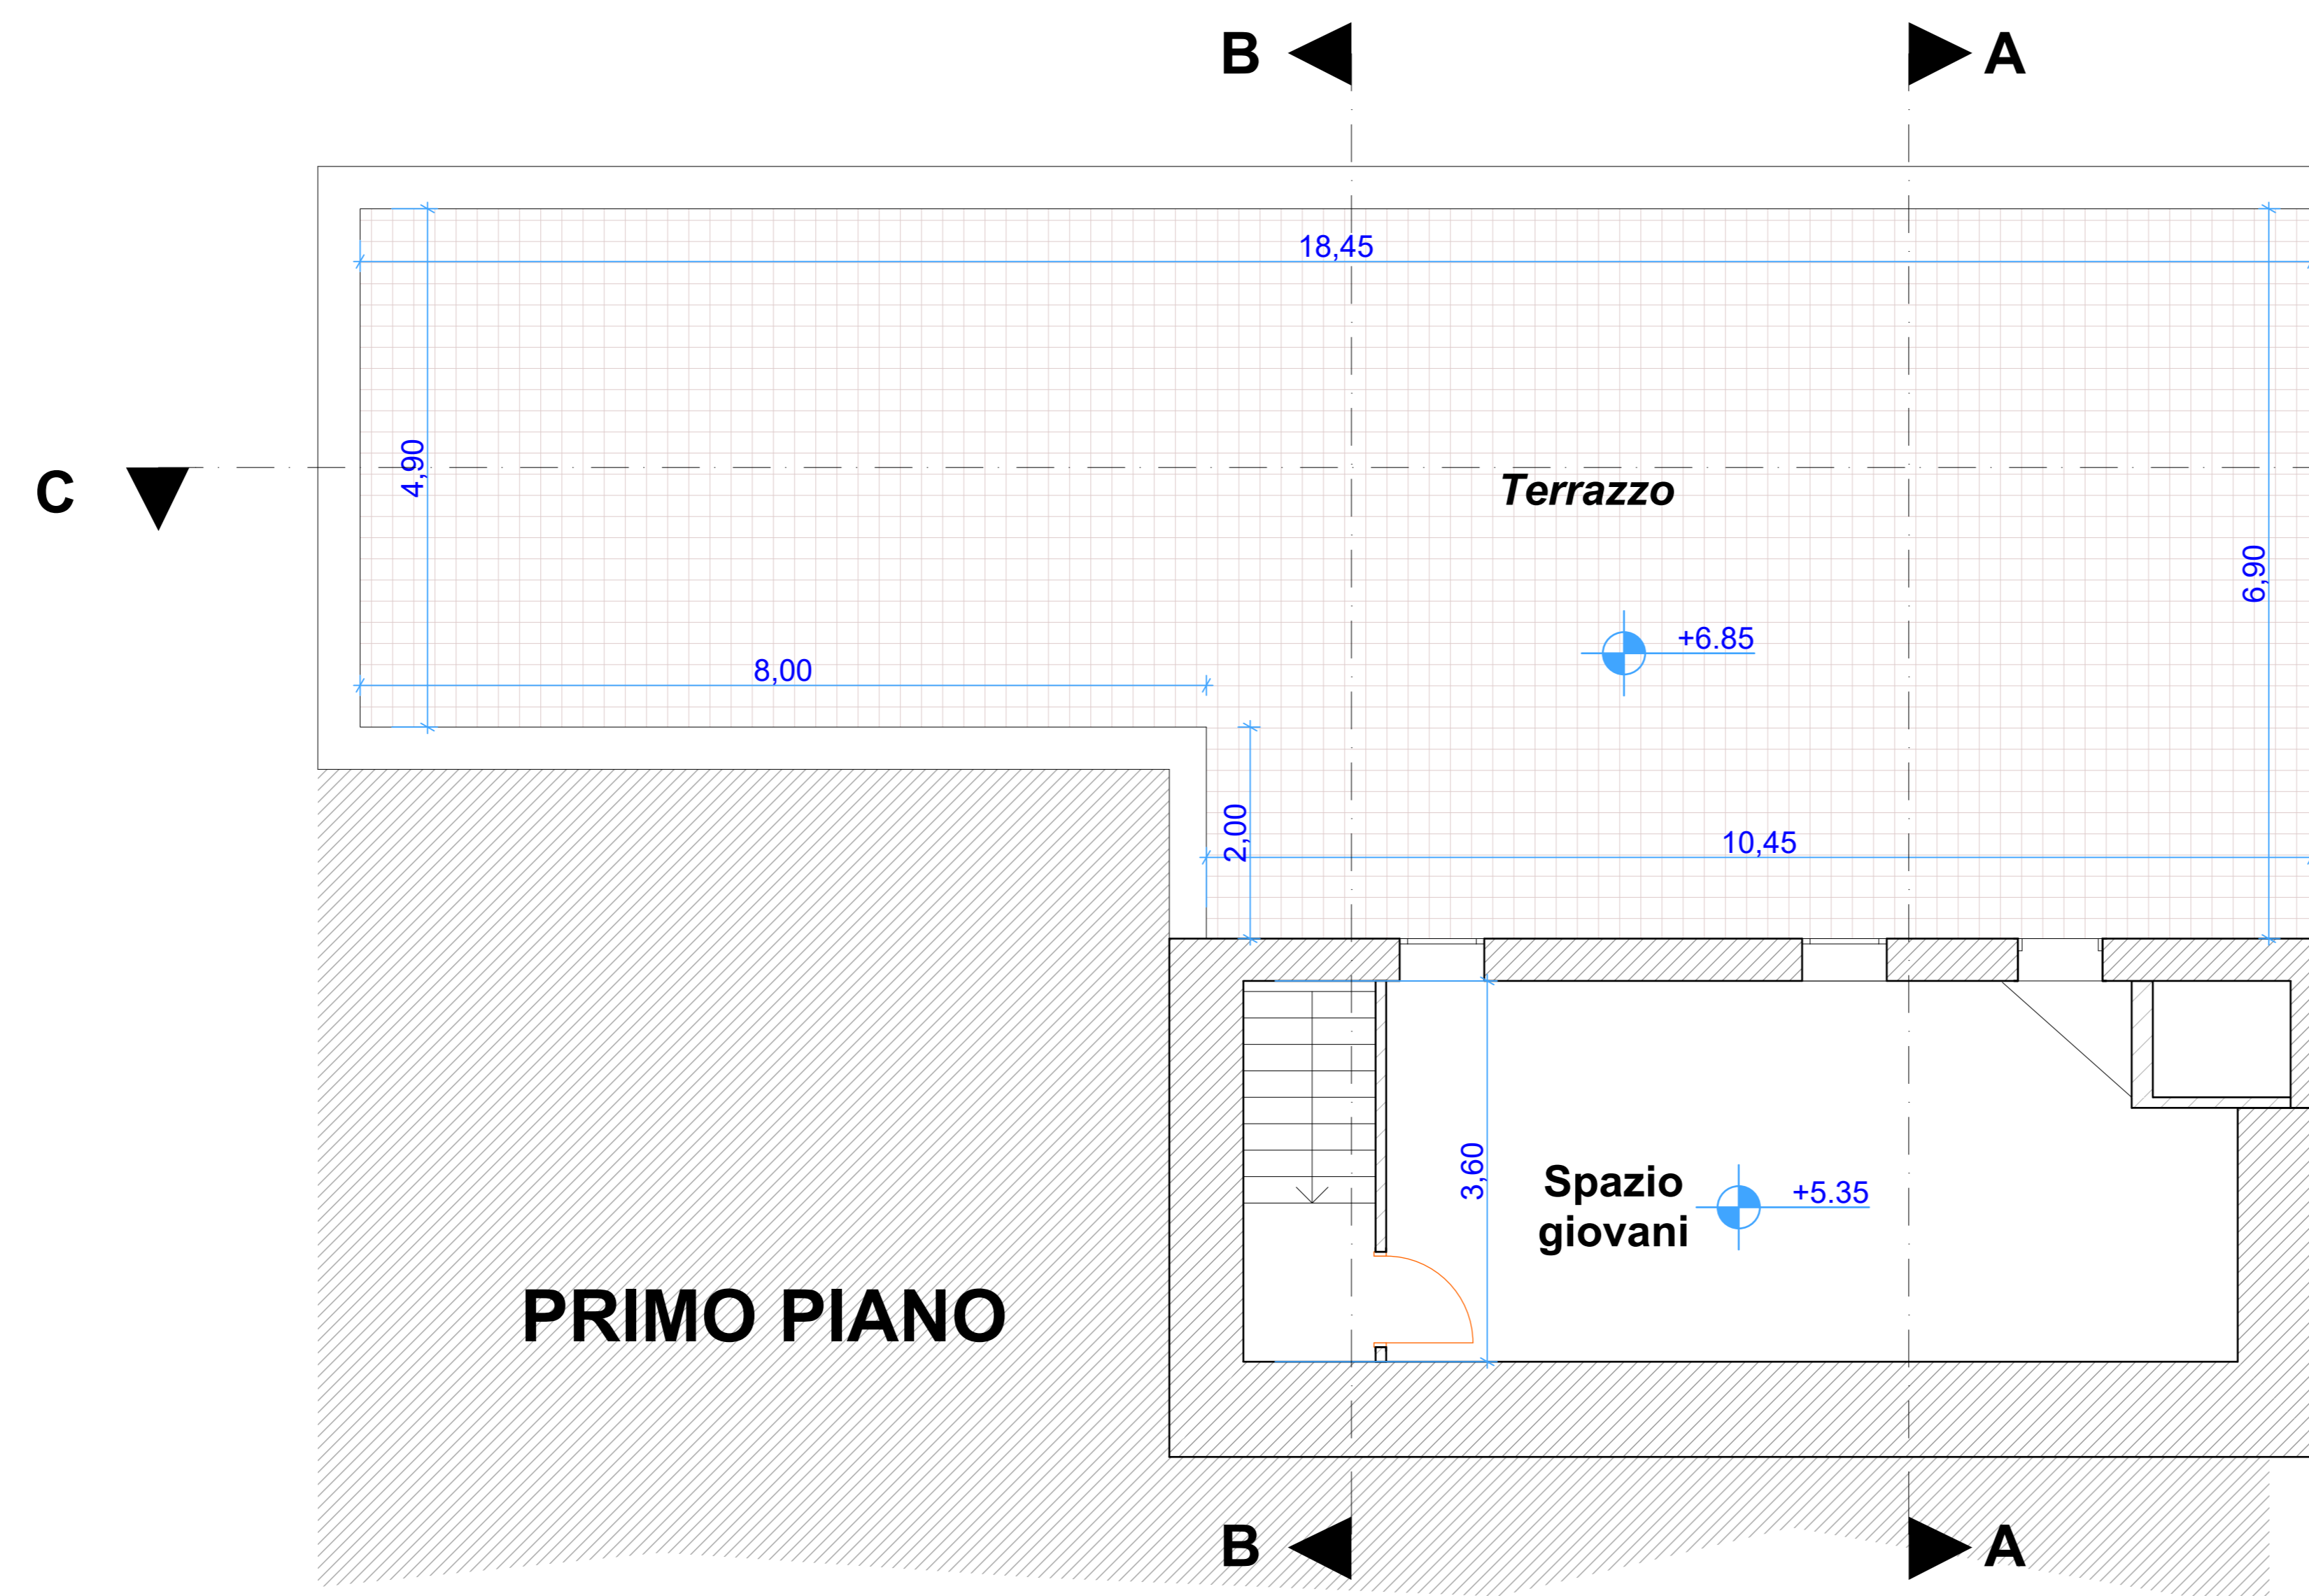 B
A
18,45
4,90
C
Terrazzo
6,90
+6.85
8,00
2,00
10,45
3,60
Spazio
giovani
+5.35
PRIMO PIANO
B
A